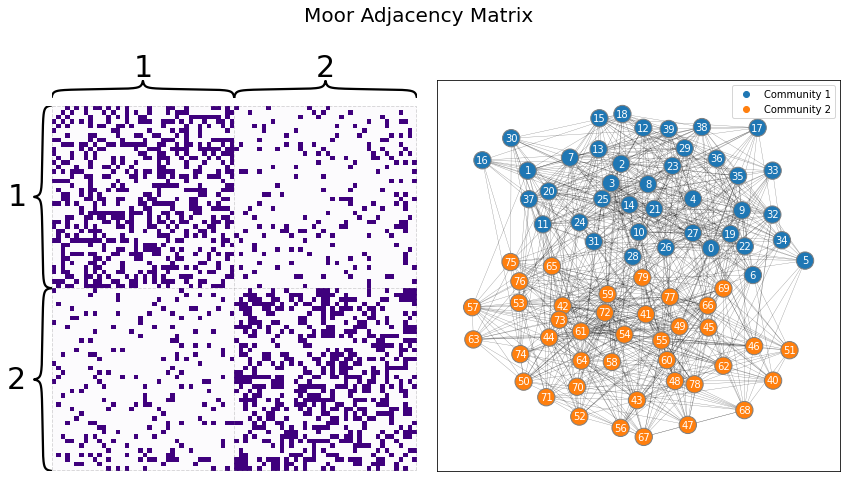 Moor Adjacency Matrix
1 2
1
2
Community 1
Community 2
18
15
12 39 38 17
30
13 29
7 36
16 2 23
1 35 33
3 8
20
37 25 4
14 21 9
32
11 24
10 27 19
31 26 0 22 34
28 5
75 65
6
76 79
69
59 77
53 42 66
57 72 41
73 49 45
61 54
63 44 55
46
74 51
64 58 60
62
50 48 40
70 78
71 43
68
52
47
56
67